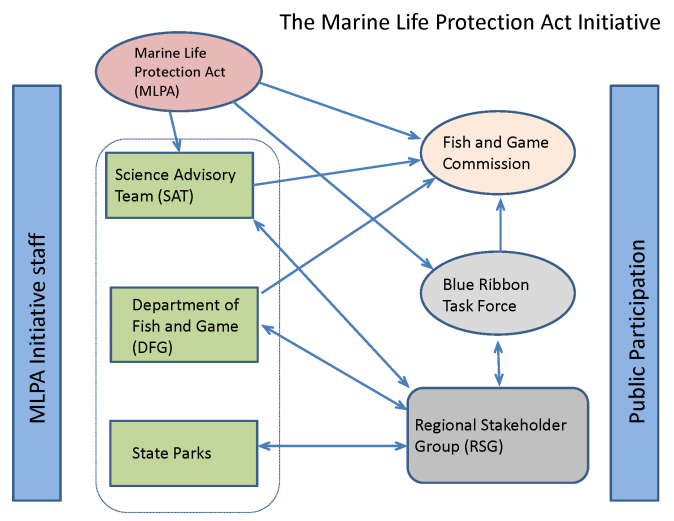 The Marine Life Protection Act Initiative
Marine Life
Protection Act
(MLPA)
Fish and Game
Commission
Science Advisory
Team (SAT)
Blue Ribbon
Task Force
Department of
Fish and Game
(DFG)
Regional Stakeholder
Group (RSG)
State Parks
MLPA Initiative staff
Public Participation